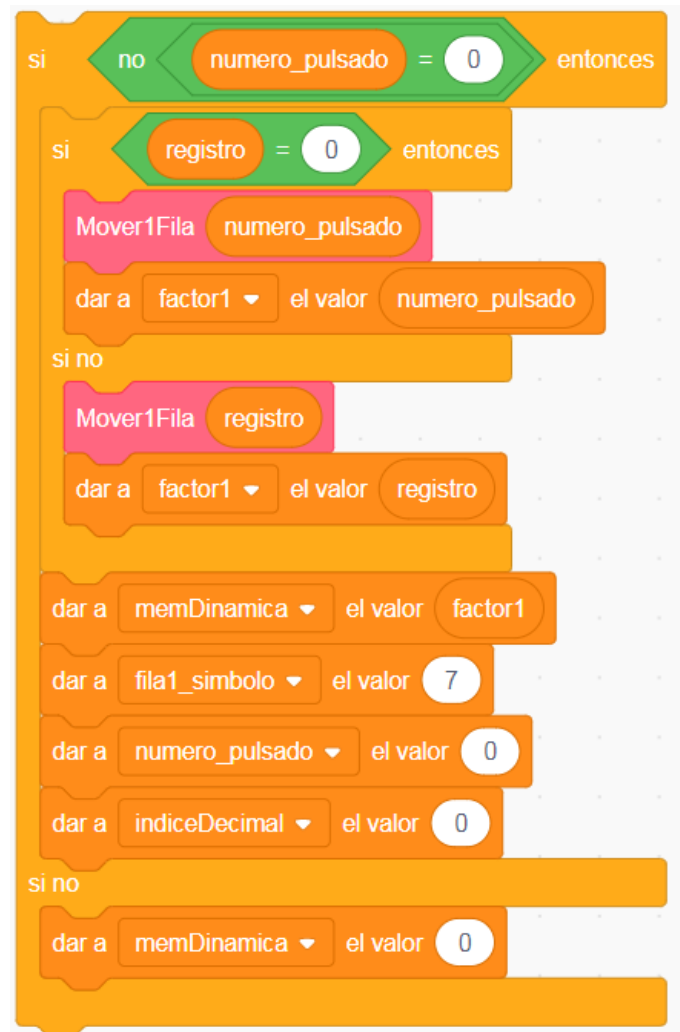 si no numero_pulsado = 0 entonces
si registro = 0 entonces
Mover1Fila numero_pulsado
dar a factor1 el valor numero_pulsado
si no
Mover1Fila registro
dar a factor1 el valor registro
dar a memDinamica el valor factor1
dar a fila1_simbolo el valor 7
dar a numero_pulsado el valor 0
dar a indiceDecimal el valor 0
si no
dar a memDinamica el valor 0